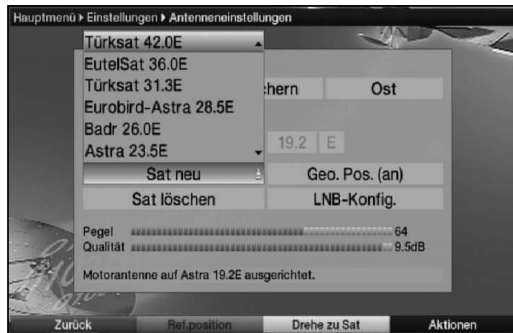 Hauptmenü ▸ Einstellungen ▸ Antenneneinstellungen
Türksat 42.0E
EutelSat 36.0E
Türksat 31.3E
Eurobird-Astra 28.5E
Badr 26.0E
Astra 23.5E
chern
Ost
19.2 E
Sat neu
Geo. Pos. (an)
Sat löschen
LNB-Konfig.
Pegel 64
Qualität 9.5dB
Motorantenne auf Astra 19.2E ausgerichtet.
Zurück Ref.position Drehe zu Sat Aktionen